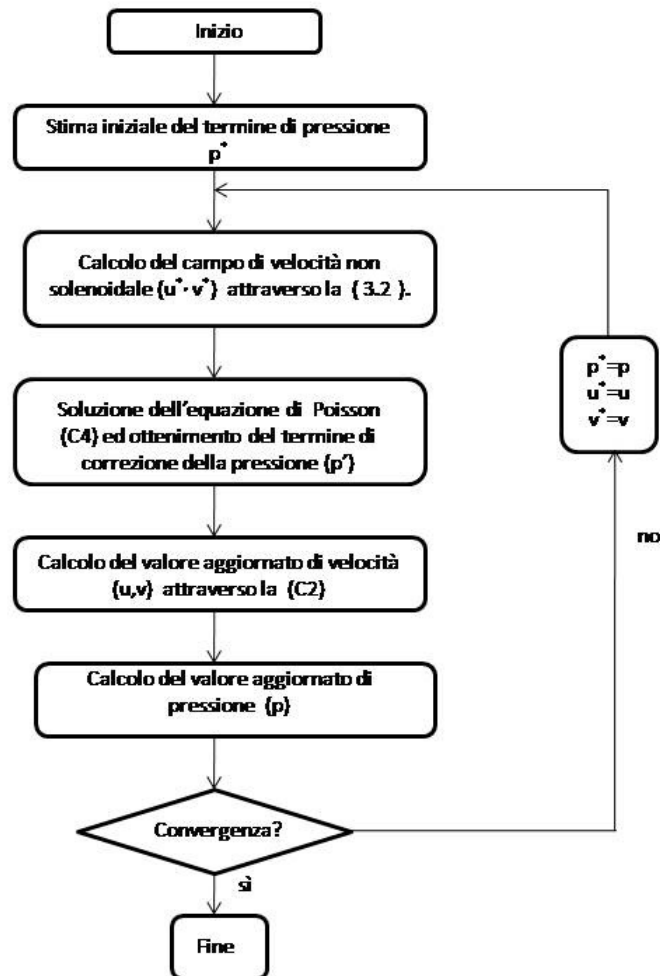 Inizio
Stima iniziale del termine di pressione
p*
Calcolo del campo di velocità non
solenoidale (u*, v*) attraverso la ( 3.2 ).
Soluzione dell'equazione di Poisson
(C4) ed ottenimento del termine di
correzione della pressione (p')
Calcolo del valore aggiornato di velocità
(u,v) attraverso la (C2)
Calcolo del valore aggiornato di
pressione (p)
Convergenza?
sì
Fine
no
p*=p
u*=u
v*=v